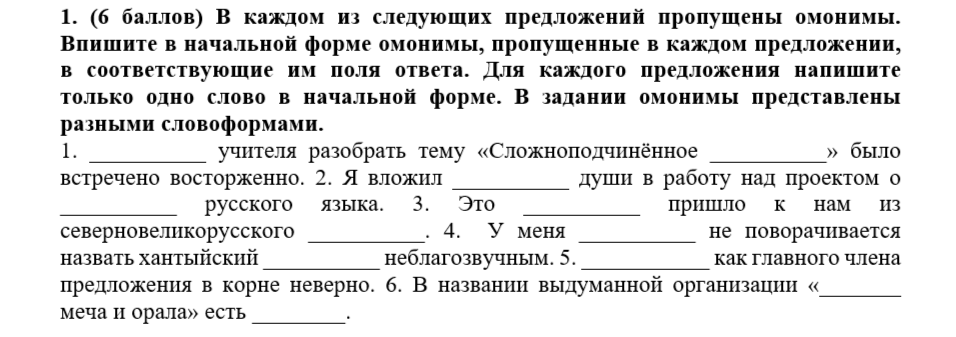 1. (6 баллов) В каждом из следующих предложений пропущены омонимы.
Впишите в начальной форме омонимы, пропущенные в каждом предложении,
в соответствующие им поля ответа. Для каждого предложения напишите
только одно слово в начальной форме. В задании омонимы представлены
разными словоформами.
1. __________ учителя разобрать тему «Сложноподчинённое __________» было
встречено восторженно. 2. Я вложил __________ души в работу над проектом о
__________ русского языка. 3. Это __________ пришло к нам из
северновеликорусского __________. 4. У меня __________ не поворачивается
назвать хантыйский __________ неблагозвучным. 5. ___________ как главного члена
предложения в корне неверно. 6. В названии выдуманной организации «_______
меча и орала» есть ________.